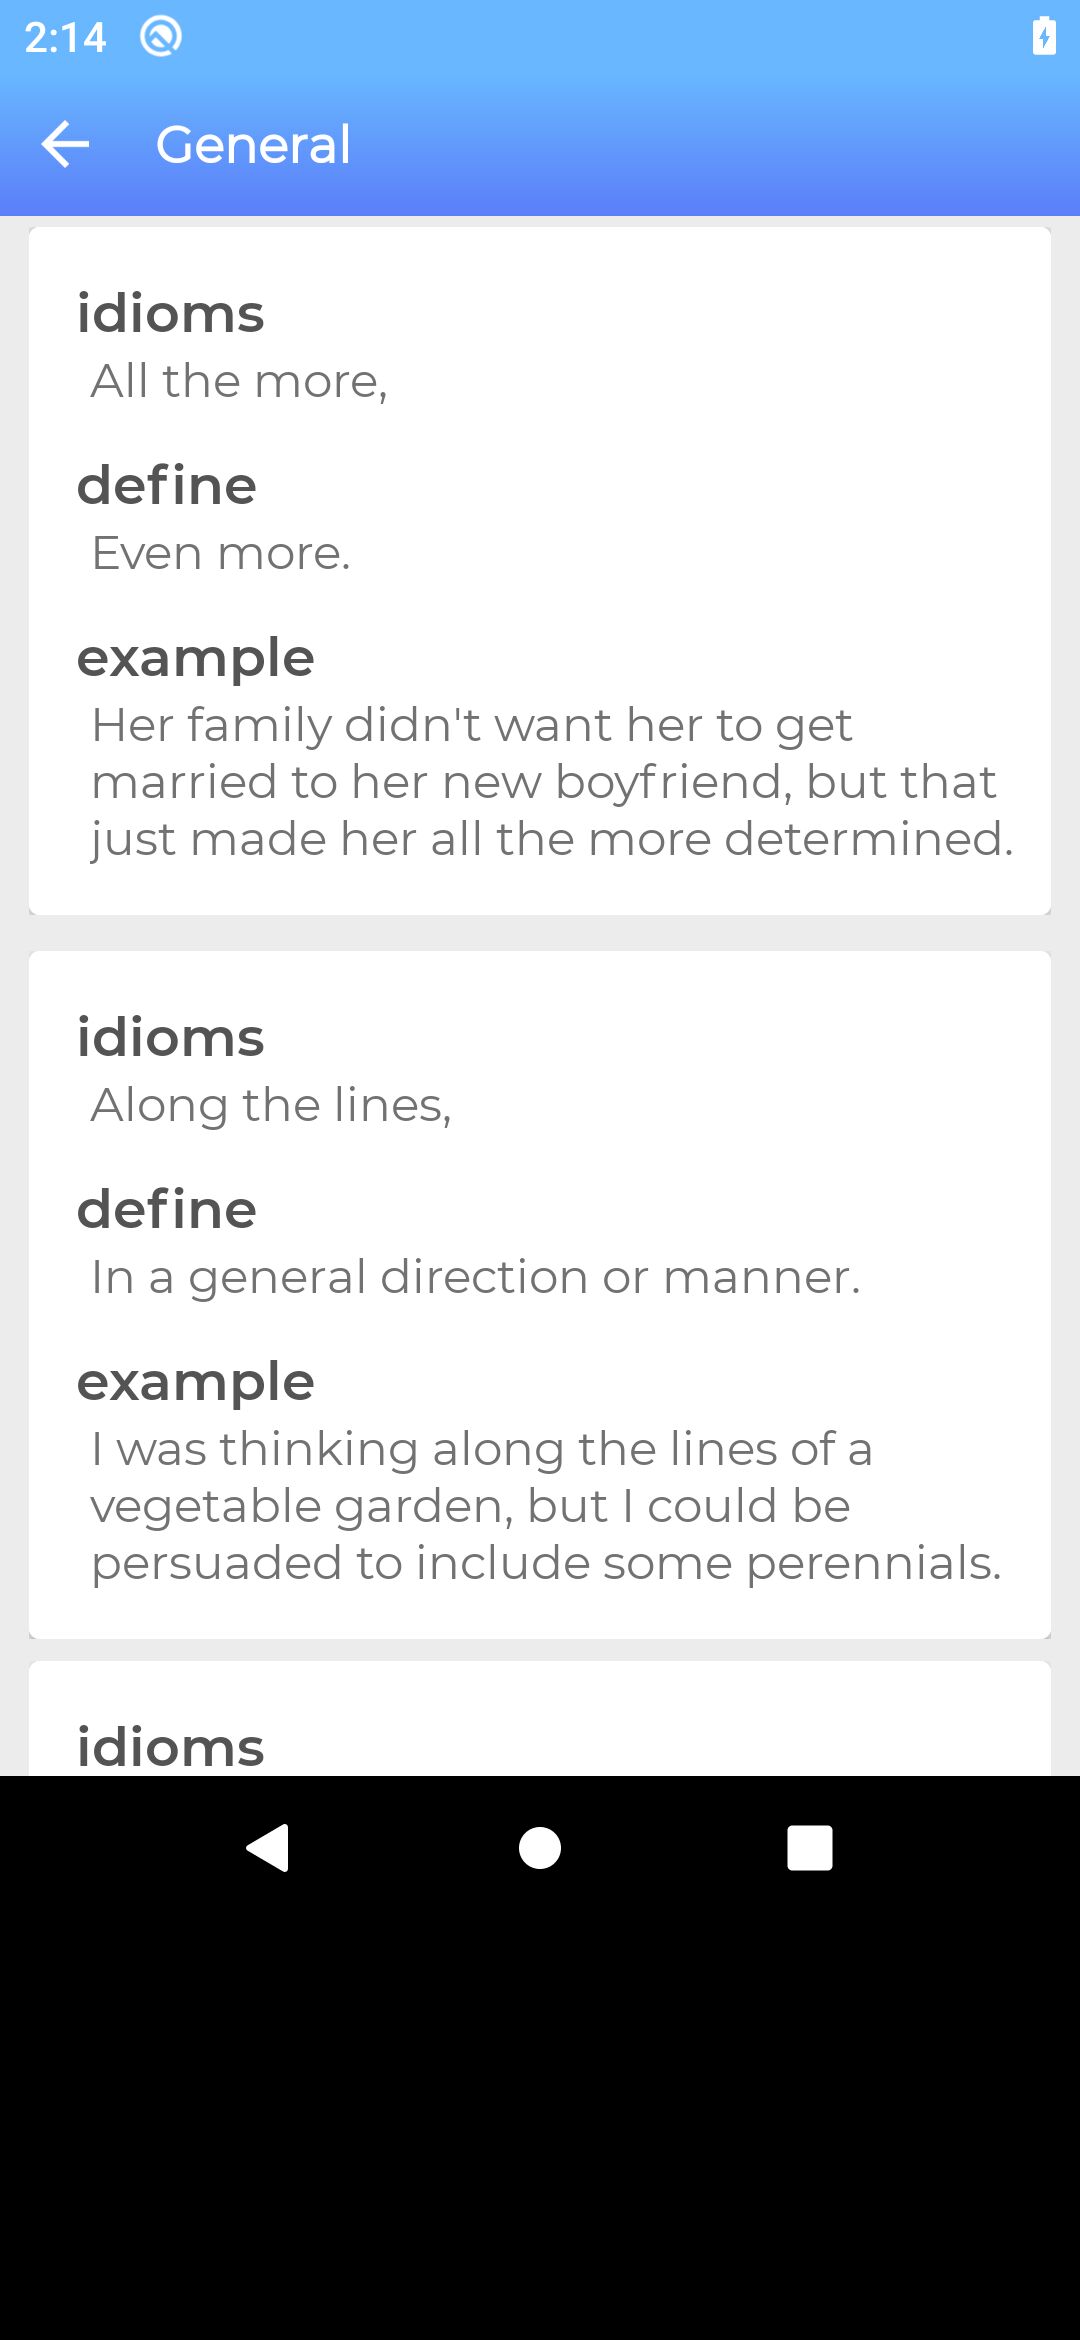 2:14
General
idioms
All the more,
define
Even more.
example
Her family didn't want her to get
married to her new boyfriend, but that
just made her all the more determined.
idioms
Along the lines,
define
In a general direction or manner.
example
I was thinking along the lines of a
vegetable garden, but I could be
persuaded to include some perennials.
idioms